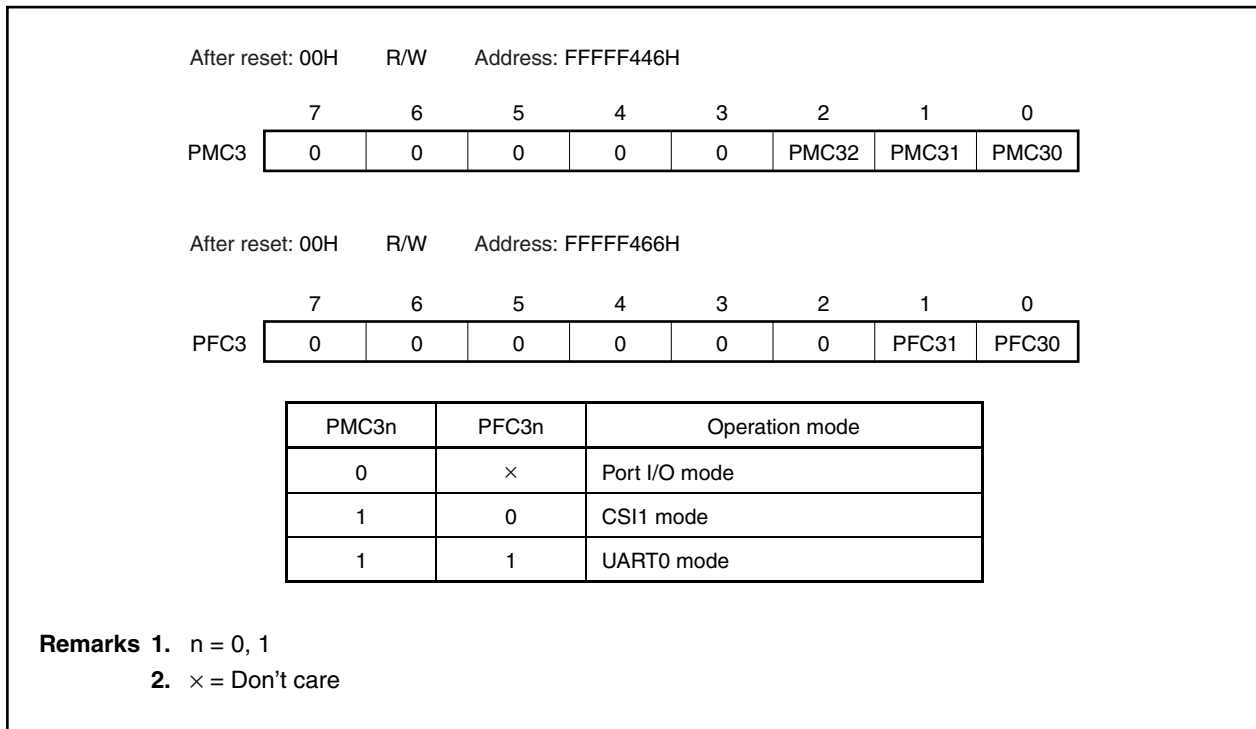 After reset: 00H R/W Address: FFFFF446H
7 6 5 4 3 2 1 0
PMC3 0 0 0 0 0 PMC32 PMC31 PMC30
After reset: 00H R/W Address: FFFFF466H
7 6 5 4 3 2 1 0
PFC3 0 0 0 0 0 0 PFC31 PFC30
PMC3n PFC3n Operation mode
0 × Port I/O mode
1 0 CSI1 mode
1 1 UART0 mode
Remarks 1. n = 0, 1
2. × = Don't care